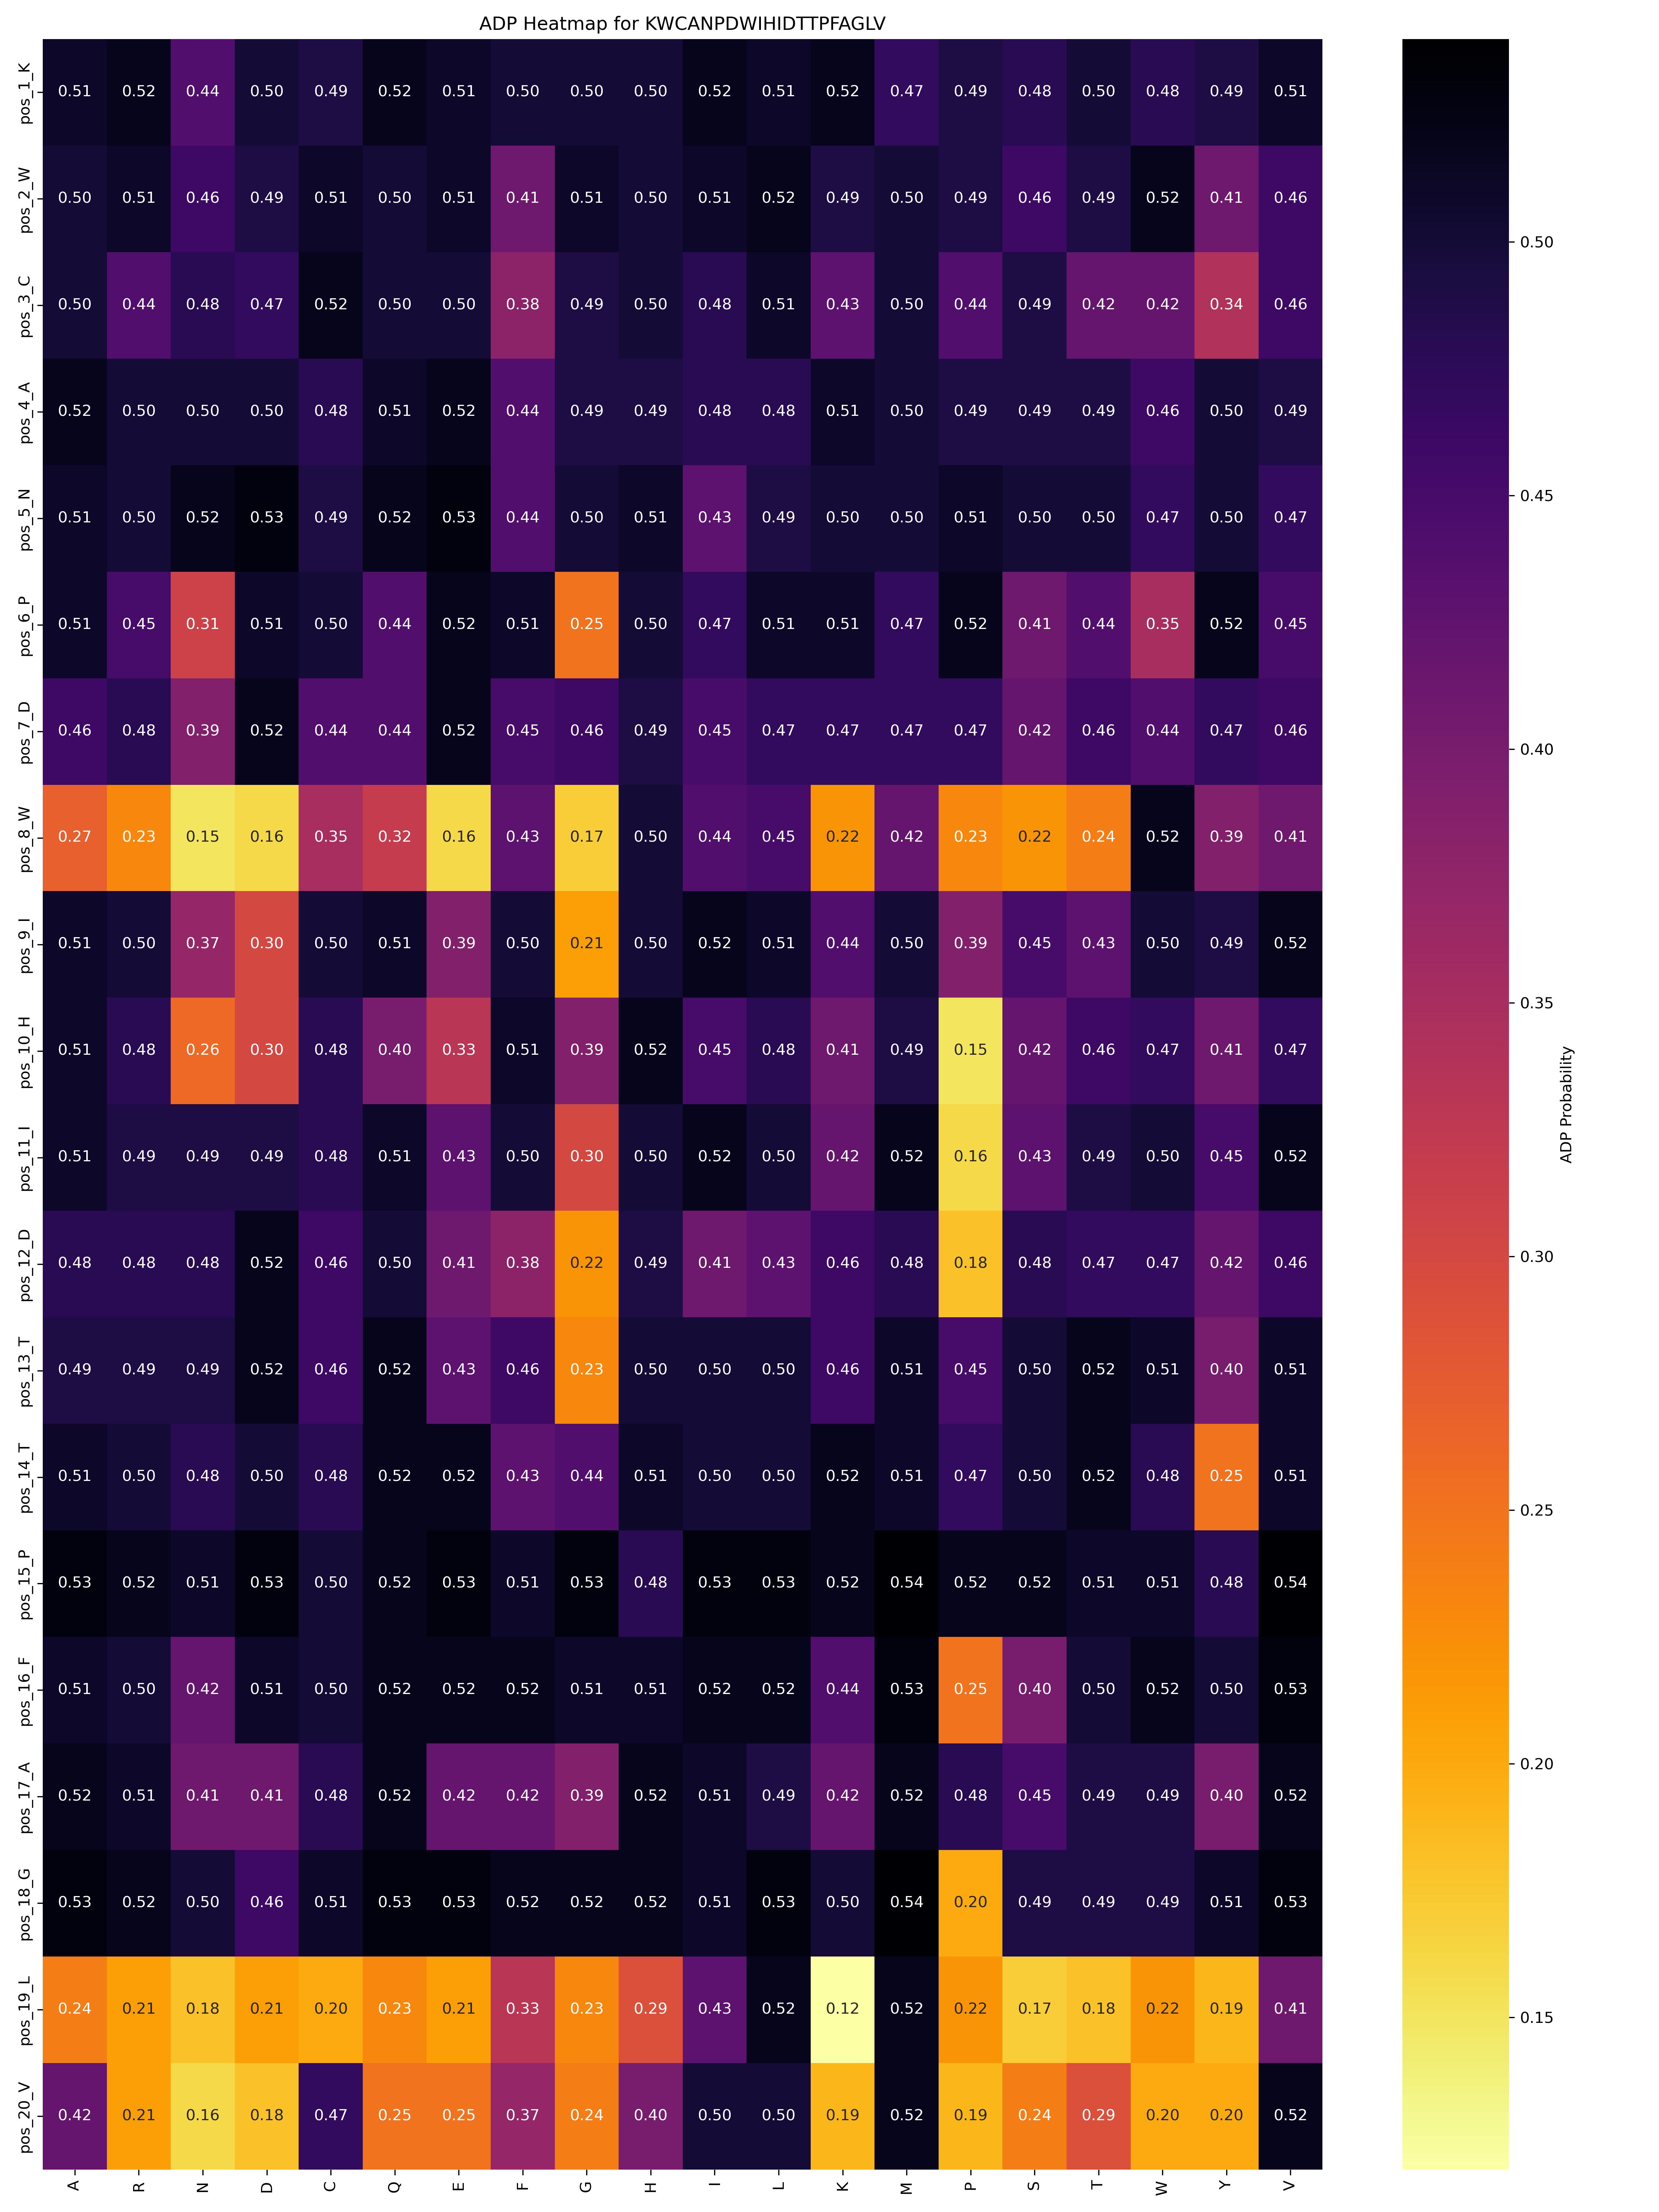 ADP Heatmap for KWCANPDWIHIDTTPFAGLV
pos_1_K 0.51 0.52 0.44 0.50 0.49 0.52 0.51 0.50 0.50 0.50 0.52 0.51 0.52 0.47 0.49 0.48 0.50 0.48 0.49 0.51
pos_2_W 0.50 0.51 0.46 0.49 0.51 0.50 0.51 0.41 0.51 0.50 0.51 0.52 0.49 0.50 0.49 0.46 0.49 0.52 0.41 0.46
pos_3_C 0.50 0.44 0.48 0.47 0.52 0.50 0.50 0.38 0.49 0.50 0.48 0.51 0.43 0.50 0.44 0.49 0.42 0.42 0.34 0.46
pos_4_A 0.52 0.50 0.50 0.50 0.48 0.51 0.52 0.44 0.49 0.49 0.48 0.48 0.51 0.50 0.49 0.49 0.49 0.46 0.50 0.49
pos_5_N 0.51 0.50 0.52 0.53 0.49 0.52 0.53 0.44 0.50 0.51 0.43 0.49 0.50 0.50 0.51 0.50 0.50 0.47 0.50 0.47
pos_6_P 0.51 0.45 0.31 0.51 0.50 0.44 0.52 0.51 0.25 0.50 0.47 0.51 0.51 0.47 0.52 0.41 0.44 0.35 0.52 0.45
pos_7_D 0.46 0.48 0.39 0.52 0.44 0.44 0.52 0.45 0.46 0.49 0.45 0.47 0.47 0.47 0.47 0.42 0.46 0.44 0.47 0.46
pos_8_W 0.27 0.23 0.15 0.16 0.35 0.32 0.16 0.43 0.17 0.50 0.44 0.45 0.22 0.42 0.23 0.22 0.24 0.52 0.39 0.41
pos_9_I 0.51 0.50 0.37 0.30 0.50 0.51 0.39 0.50 0.21 0.50 0.52 0.51 0.44 0.50 0.39 0.45 0.43 0.50 0.49 0.52
pos_10_H 0.51 0.48 0.26 0.30 0.48 0.40 0.33 0.51 0.39 0.52 0.45 0.48 0.41 0.49 0.15 0.42 0.46 0.47 0.41 0.47
pos_11_I 0.51 0.49 0.49 0.49 0.48 0.51 0.43 0.50 0.30 0.50 0.52 0.50 0.42 0.52 0.16 0.43 0.49 0.50 0.45 0.52
pos_12_D 0.48 0.48 0.48 0.52 0.46 0.50 0.41 0.38 0.22 0.49 0.41 0.43 0.46 0.48 0.18 0.48 0.47 0.47 0.42 0.46
pos_13_T 0.49 0.49 0.49 0.52 0.46 0.52 0.43 0.46 0.23 0.50 0.50 0.50 0.46 0.51 0.45 0.50 0.52 0.51 0.40 0.51
pos_14_T 0.51 0.50 0.48 0.50 0.48 0.52 0.52 0.43 0.44 0.51 0.50 0.50 0.52 0.51 0.47 0.50 0.52 0.48 0.25 0.51
pos_15_P 0.53 0.52 0.51 0.53 0.50 0.52 0.53 0.51 0.53 0.48 0.53 0.53 0.52 0.54 0.52 0.52 0.51 0.51 0.48 0.54
pos_16_F 0.51 0.50 0.42 0.51 0.50 0.52 0.52 0.52 0.51 0.51 0.52 0.52 0.44 0.53 0.25 0.40 0.50 0.52 0.50 0.53
pos_17_A 0.52 0.51 0.41 0.41 0.48 0.52 0.42 0.42 0.39 0.52 0.51 0.49 0.42 0.52 0.48 0.45 0.49 0.49 0.40 0.52
pos_18_G 0.53 0.52 0.50 0.46 0.51 0.53 0.53 0.52 0.52 0.52 0.51 0.53 0.50 0.54 0.20 0.49 0.49 0.49 0.51 0.53
pos_19_L 0.24 0.21 0.18 0.21 0.20 0.23 0.21 0.33 0.23 0.29 0.43 0.52 0.12 0.52 0.22 0.17 0.18 0.22 0.19 0.41
pos_20_V 0.42 0.21 0.16 0.18 0.47 0.25 0.25 0.37 0.24 0.40 0.50 0.50 0.19 0.52 0.19 0.24 0.29 0.20 0.20 0.52
A R N D C Q E F G H I L K M P S T W Y V
0.50
0.45
0.40
0.35
0.30
0.25
0.20
0.15
ADP Probability